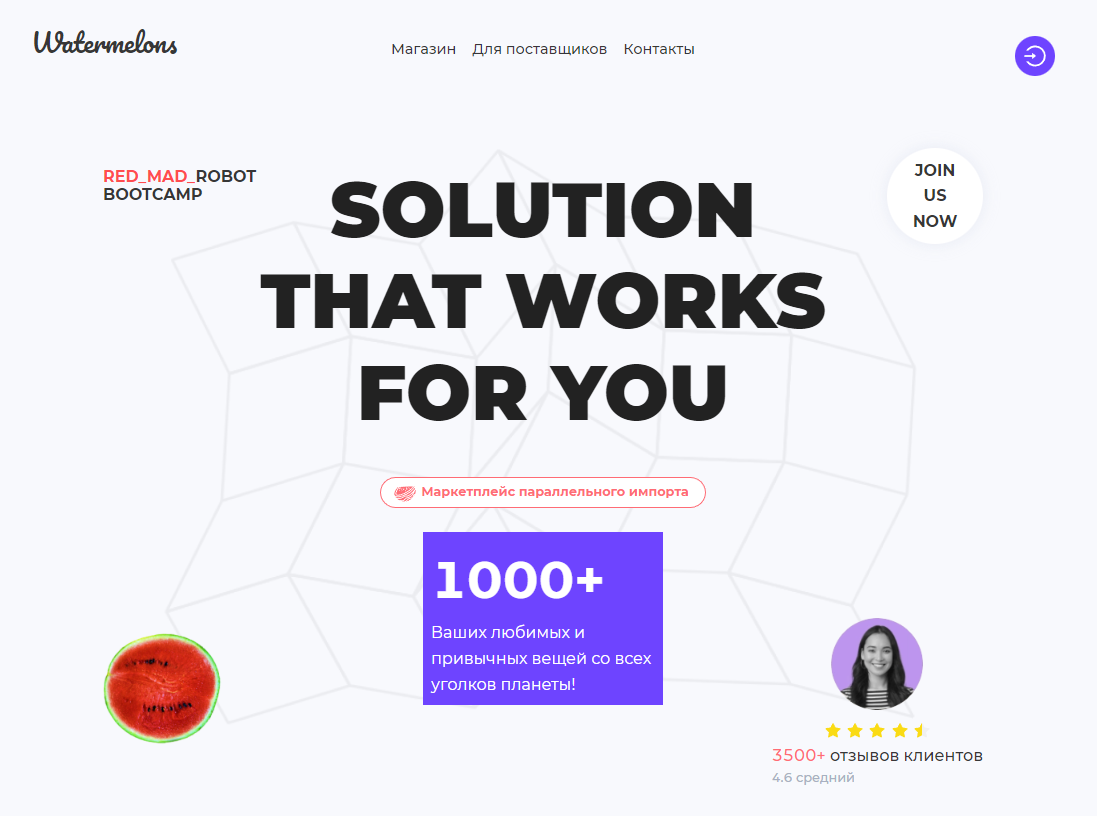 Watermelons
Магазин Для поставщиков Контакты
RED_MAD_ROBOT
BOOTCAMP
SOLUTION
THAT WORKS
FOR YOU
JOIN
US
NOW
Маркетплейс параллельного импорта
1000+
Ваших любимых и
привычных вещей со всех
уголков планеты!
3500+ отзывов клиентов
4.6 средний